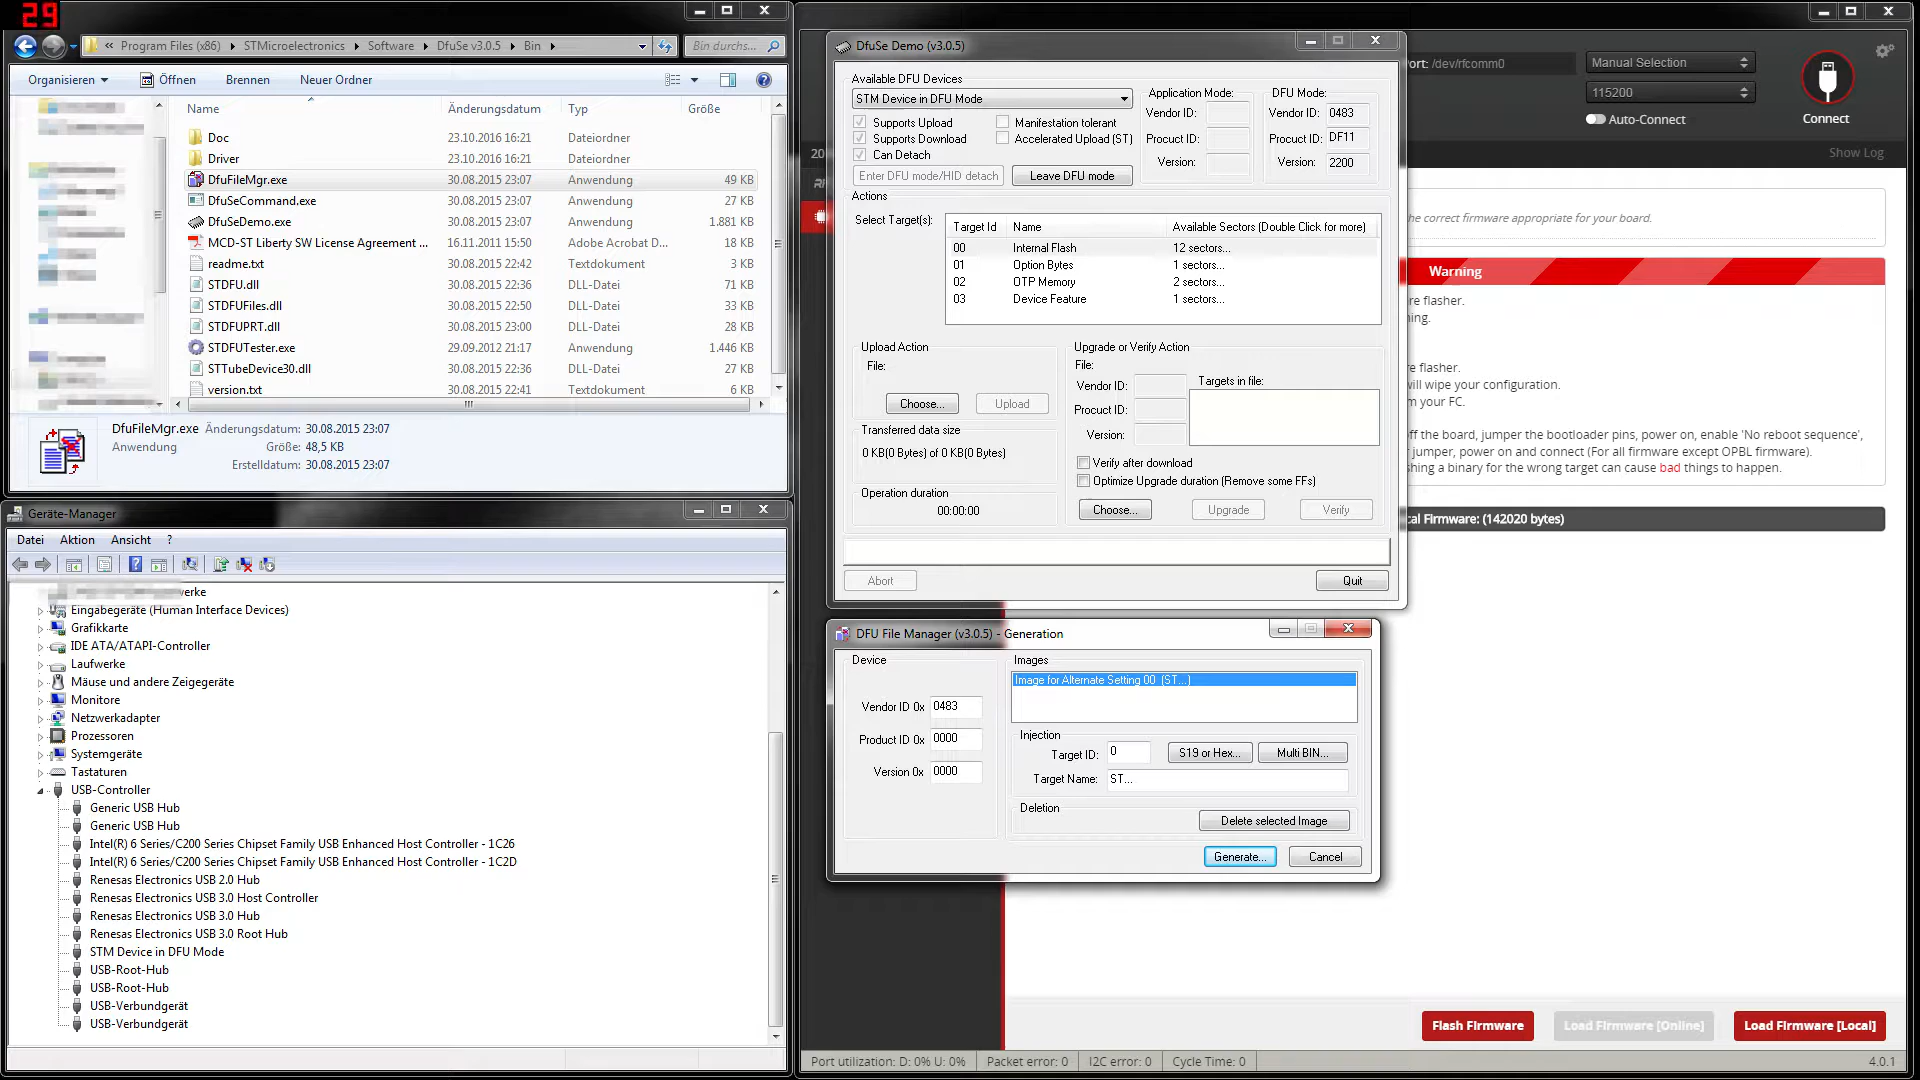 29
« Program Files (x86) ▸ STMicroelectronics ▸ Software ▸ DfuSe v3.0.5 ▸ Bin ▸
Bin durchs...
Organisieren Öffnen Brennen Neuer Ordner
Name Änderungsdatum Typ Größe
Doc 23.10.2016 16:21 Dateiordner
Driver 23.10.2016 16:21 Dateiordner
DfuFileMgr.exe 30.08.2015 23:07 Anwendung 49 KB
DfuSeCommand.exe 30.08.2015 23:07 Anwendung 27 KB
DfuSeDemo.exe 30.08.2015 23:07 Anwendung 1.881 KB
MCD-ST Liberty SW License Agreement ... 16.11.2011 15:50 Adobe Acrobat D... 18 KB
readme.txt 30.08.2015 22:42 Textdokument 3 KB
STDFU.dll 30.08.2015 22:36 DLL-Datei 71 KB
STDFUFiles.dll 30.08.2015 22:50 DLL-Datei 33 KB
STDFUPRT.dll 30.08.2015 23:00 DLL-Datei 28 KB
STDFUTester.exe 29.09.2012 21:17 Anwendung 1.446 KB
STTubeDevice30.dll 30.08.2015 22:36 DLL-Datei 27 KB
version.txt 30.08.2015 22:41 Textdokument 6 KB
DfuFileMgr.exe Änderungsdatum: 30.08.2015 23:07
Anwendung Größe: 48,5 KB
Erstelldatum: 30.08.2015 23:07
Geräte-Manager
Datei Aktion Ansicht ?
werke
Eingabegeräte (Human Interface Devices)
Grafikkarte
IDE ATA/ATAPI-Controller
Laufwerke
Mäuse und andere Zeigegeräte
Monitore
Netzwerkadapter
Prozessoren
Systemgeräte
Tastaturen
USB-Controller
Generic USB Hub
Generic USB Hub
Intel(R) 6 Series/C200 Series Chipset Family USB Enhanced Host Controller - 1C26
Intel(R) 6 Series/C200 Series Chipset Family USB Enhanced Host Controller - 1C2D
Renesas Electronics USB 2.0 Hub
Renesas Electronics USB 3.0 Host Controller
Renesas Electronics USB 3.0 Hub
Renesas Electronics USB 3.0 Root Hub
STM Device in DFU Mode
USB-Root-Hub
USB-Root-Hub
USB-Verbundgerät
USB-Verbundgerät
DfuSe Demo (v3.0.5)
Available DFU Devices
STM Device in DFU Mode
Supports Upload
Supports Download
Can Detach
Manifestation tolerant
Accelerated Upload (ST)
Enter DFU mode/HID detach Leave DFU mode
Application Mode:
Vendor ID:
Procuct ID:
Version:
DFU Mode:
Vendor ID: 0483
Procuct ID: DF11
Version: 2200
Actions
Select Target(s):
Target Id Name Available Sectors (Double Click for more)
00 Internal Flash 12 sectors...
01 Option Bytes 1 sectors...
02 OTP Memory 2 sectors...
03 Device Feature 1 sectors...
Upload Action
File:
Choose... Upload
Transferred data size
0 KB(0 Bytes) of 0 KB(0 Bytes)
Operation duration
00:00:00
Upgrade or Verify Action
File:
Vendor ID:
Procuct ID:
Version:
Targets in file:
Verify after download
Optimize Upgrade duration (Remove some FFs)
Choose... Upgrade Verify
Abort Quit
DFU File Manager (v3.0.5) - Generation
Device
Vendor ID 0x 0483
Product ID 0x 0000
Version 0x 0000
Images
Image for Alternate Setting 00 (ST...)
Injection
Target ID: 0 S19 or Hex... Multi BIN...
Target Name: ST...
Deletion
Delete selected Image
Generate... Cancel
ort: /dev/rfcomm0
Manual Selection
115200
Auto-Connect
Connect
20
Show Log
he correct firmware appropriate for your board.
Warning
re flasher.
ning.
re flasher.
will wipe your configuration.
m your FC.
off the board, jumper the bootloader pins, power on, enable 'No reboot sequence',
r jumper, power on and connect (For all firmware except OPBL firmware).
shing a binary for the wrong target can cause bad things to happen.
cal Firmware: (142020 bytes)
Flash Firmware Load Firmware [Online] Load Firmware [Local]
Port utilization: D: 0% U: 0% Packet error: 0 I2C error: 0 Cycle Time: 0 4.0.1